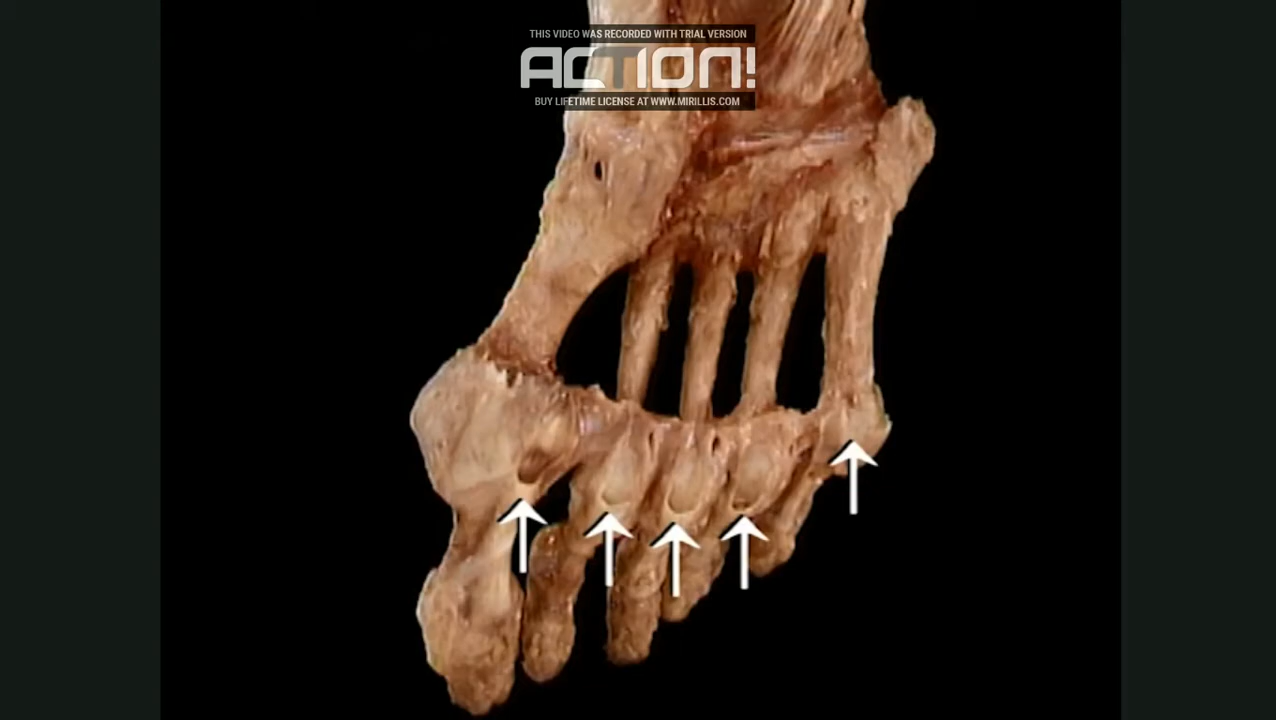 THIS VIDEO WAS RECORDED WITH TRIAL VERSION
ACTION!
BUY LIFETIME LICENSE AT WWW.MIRILLIS.COM